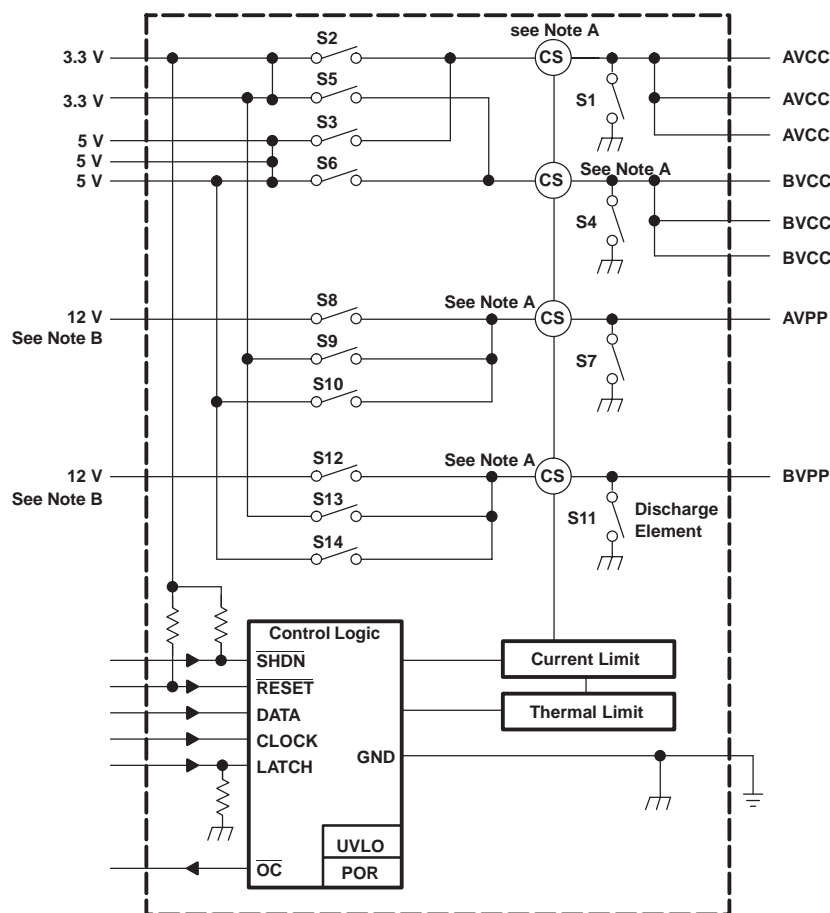 see Note A
S2
3.3 V
CS
AVCC
S5
3.3 V
S1
AVCC
S3
5 V
AVCC
5 V
S6
See Note A
5 V
CS
BVCC
S4
BVCC
BVCC
S8
See Note A
12 V
CS
AVPP
See Note B
S9
S7
S10
S12
See Note A
12 V
CS
BVPP
See Note B
S13
S11
Discharge
Element
S14
Control Logic
SHDN
Current Limit
RESET
DATA
Thermal Limit
CLOCK
GND
LATCH
UVLO
OC
POR